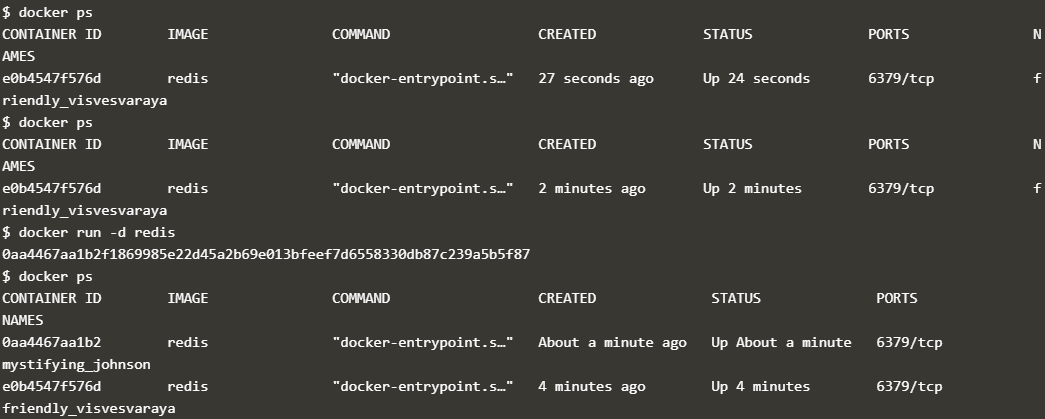 $ docker ps
CONTAINER ID IMAGE COMMAND CREATED STATUS PORTS N
AMES
e0b4547f576d redis "docker-entrypoint.s…" 27 seconds ago Up 24 seconds 6379/tcp f
riendly_visvesvaraya
$ docker ps
CONTAINER ID IMAGE COMMAND CREATED STATUS PORTS N
AMES
e0b4547f576d redis "docker-entrypoint.s…" 2 minutes ago Up 2 minutes 6379/tcp f
riendly_visvesvaraya
$ docker run -d redis
0aa4467aa1b2f1869985e22d45a2b69e013bfeef7d6558330db87c239a5b5f87
$ docker ps
CONTAINER ID IMAGE COMMAND CREATED STATUS PORTS
NAMES
0aa4467aa1b2 redis "docker-entrypoint.s…" About a minute ago Up About a minute 6379/tcp
mystifying_johnson
e0b4547f576d redis "docker-entrypoint.s…" 4 minutes ago Up 4 minutes 6379/tcp
friendly_visvesvaraya